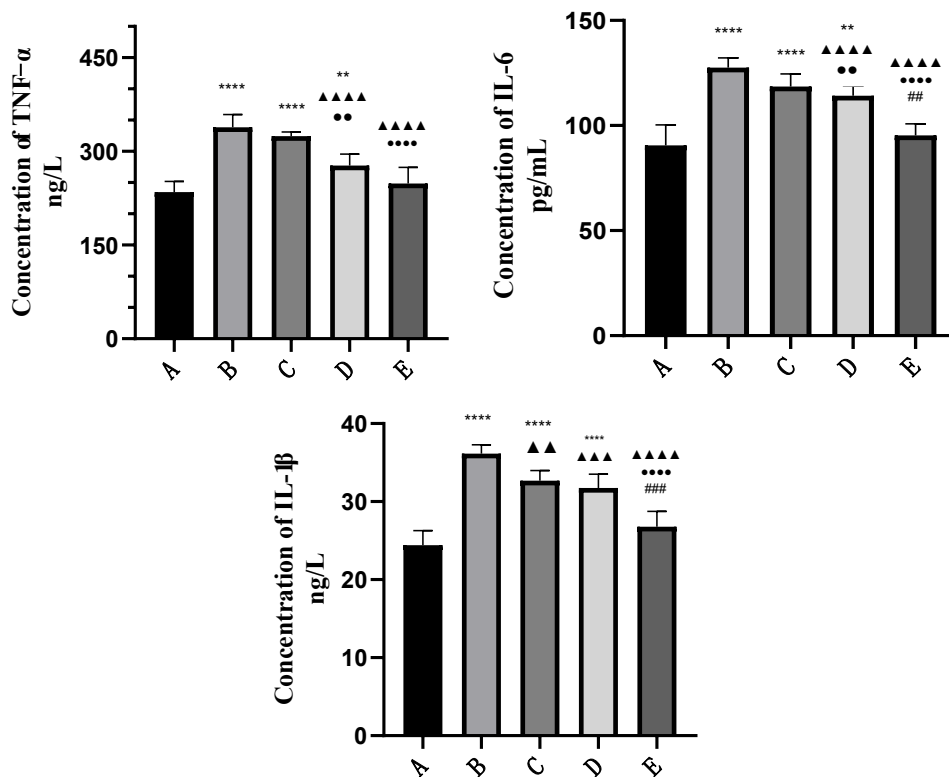 Concentration of TNF-α
ng/L
450
300
150
0
****
****
**
▲▲▲▲
●●
▲▲▲▲
●●●●
A
B
C
D
E
Concentration of IL-6
pg/mL
150
100
50
0
****
****
**
▲▲▲▲
●●
▲▲▲▲
●●●●
##
A
B
C
D
E
Concentration of IL-1β
ng/L
40
30
20
10
0
****
****
▲▲
****
▲▲▲
▲▲▲▲
●●●●
###
A
B
C
D
E